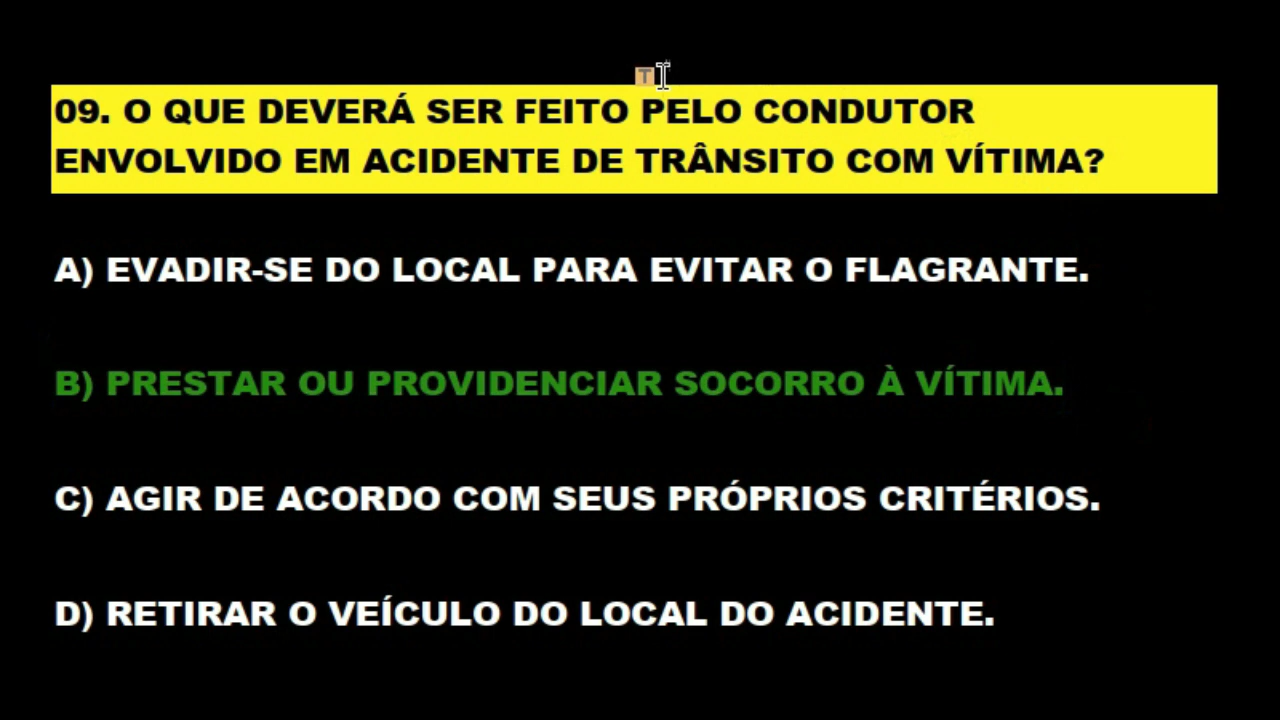 09. O QUE DEVERÁ SER FEITO PELO CONDUTOR
ENVOLVIDO EM ACIDENTE DE TRÂNSITO COM VÍTIMA?
A) EVADIR-SE DO LOCAL PARA EVITAR O FLAGRANTE.
B) PRESTAR OU PROVIDENCIAR SOCORRO À VÍTIMA.
C) AGIR DE ACORDO COM SEUS PRÓPRIOS CRITÉRIOS.
D) RETIRAR O VEÍCULO DO LOCAL DO ACIDENTE.